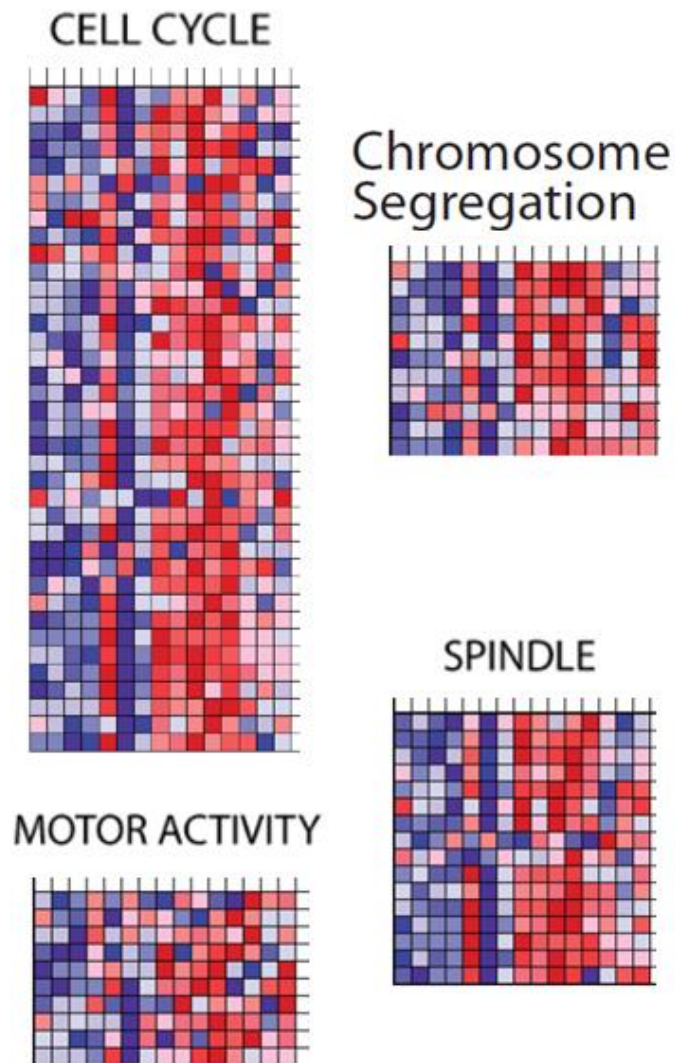 CELL CYCLE
Chromosome
Segregation
SPINDLE
MOTOR ACTIVITY